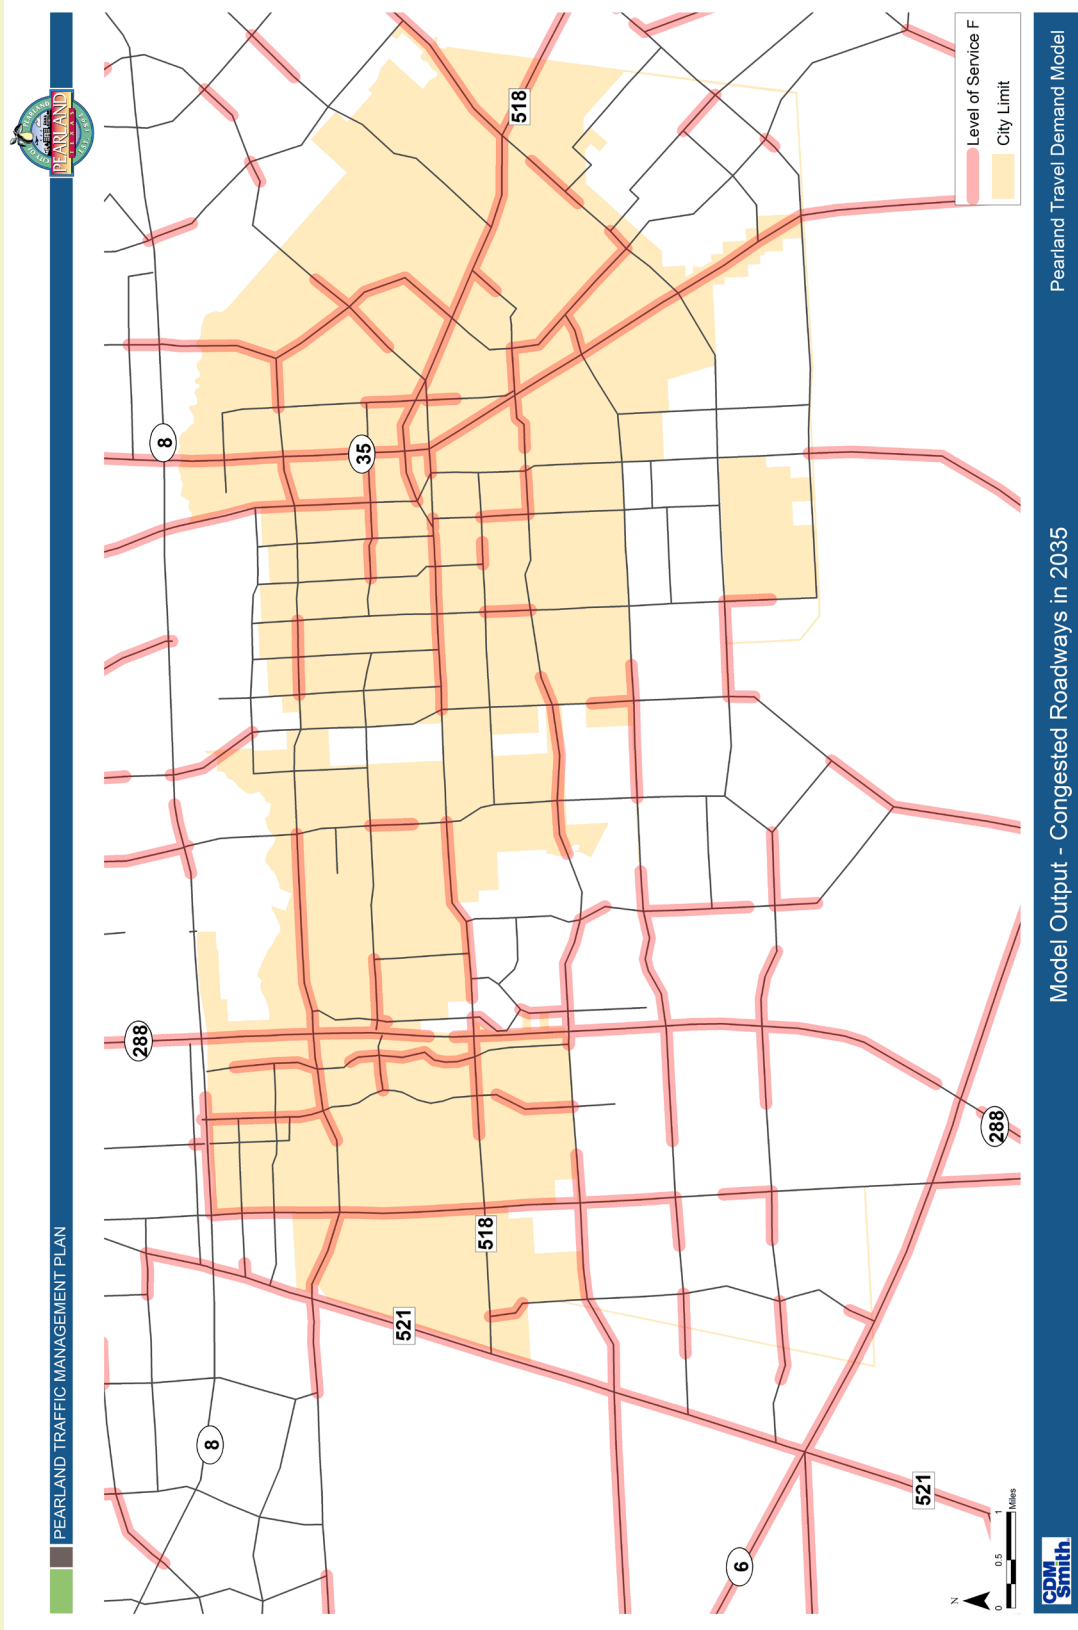 PEARLAND TRAFFIC MANAGEMENT PLAN
PEARLAND
TEXAS
8
288
8
35
518
518
521
521
6
288
Level of Service F
City Limit
N
0 0.5 1
Miles
CDM
Smith
Model Output - Congested Roadways in 2035
Pearland Travel Demand Model